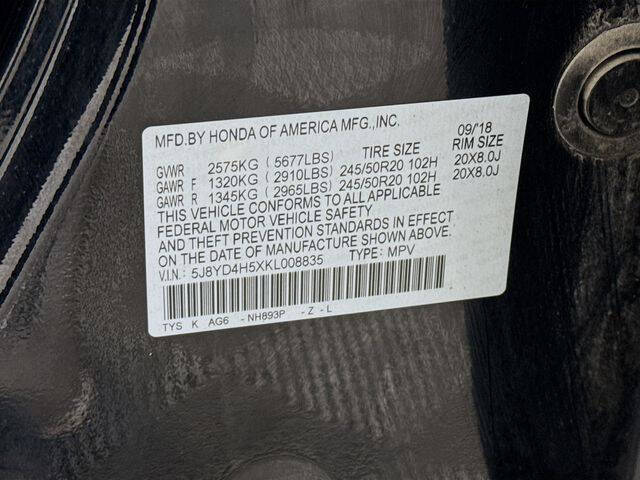 MFD.BY HONDA OF AMERICA MFG.,INC. 09/18
TIRE SIZE RIM SIZE
GVWR 2575KG ( 5677LBS)
GAWR F 1320KG ( 2910LBS) 245/50R20 102H 20X8.0J
GAWR R 1345KG ( 2965LBS) 245/50R20 102H 20X8.0J
THIS VEHICLE CONFORMS TO ALL APPLICABLE
FEDERAL MOTOR VEHICLE SAFETY
AND THEFT PREVENTION STANDARDS IN EFFECT
ON THE DATE OF MANUFACTURE SHOWN ABOVE.
V.I.N.: 5J8YD4H5XKL008835 TYPE: MPV
TYS K AG6 -NH893P -Z -L